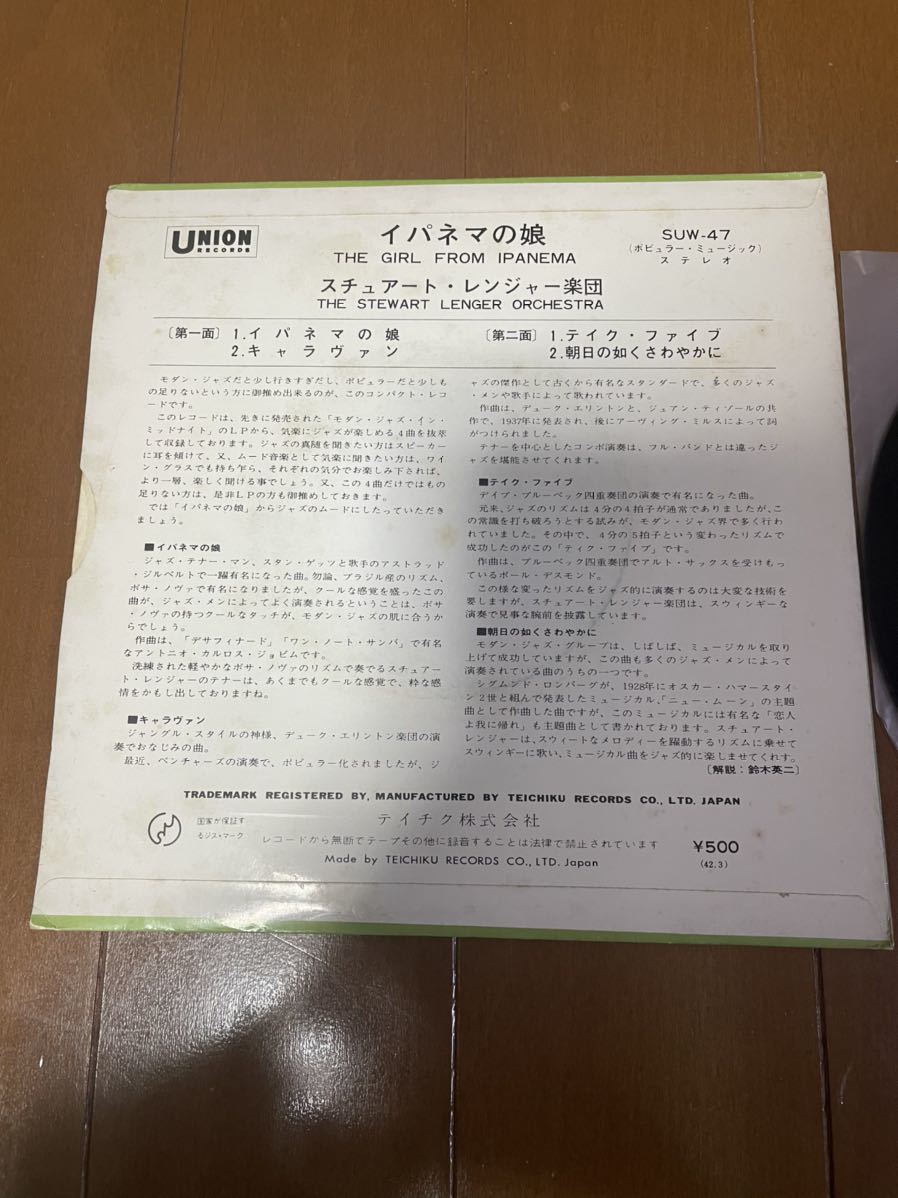 UNION
RECORDS
イパネマの娘
THE GIRL FROM IPANEMA
SUW-47
(ポピュラー・ミュージック)
ステレオ
スチュアート・レンジャー楽団
THE STEWART LENGER ORCHESTRA
〔第一面〕1.イパネマの娘
2.キャラヴァン
〔第二面〕1.テイク・ファイブ
2.朝日の如くさわやかに
モダン・ジャズだと少し行きすぎだし、ポピュラーだと少しも
の足りないという方に御推め出来るのが、このコンパクト・レコ
ードです。
このレコードは、先きに発売された「モダン・ジャズ・イン・
ミッドナイト」のLPから、気楽にジャズが楽しめる4曲を抜萃
して収録しております。ジャズの真随を聞きたい方はスピーカー
に耳を傾けて、又、ムード音楽として気楽に聞きたい方は、ワイ
ン・グラスでも持ち乍ら、それぞれの気分でお楽しみ下されば、
より一層、楽しく聞ける事でしょう。又、この4曲だけではもの
足りない方は、是非LPの方も御推めしておきます。
では「イパネマの娘」からジャズのムードにしたっていただき
ましょう。
■イパネマの娘
ジャズ・テナー・マン、スタン・ゲッツと歌手のアストラッド
・ジルベルトで一躍有名になった曲。勿論、ブラジル産のリズム、
ボサ・ノヴァで有名になりましたが、クールな感覚を盛ったこの
曲が、ジャズ・メンによってよく演奏されるということは、ボサ
・ノヴァの持つクールなタッチが、モダン・ジャズの肌に合うか
らでしょう。
作曲は、「デサフィナード」「ワン・ノート・サンバ」で有名
なアントニオ・カルロス・ジョビムです。
洗練された軽やかなボサ・ノヴァのリズムで奏でるスチュアー
ト・レンジャーのテナーは、あくまでもクールな感覚で、粋な感
情をかもし出しておりますね。
■キャラヴァン
ジャングル・スタイルの神様、デューク・エリントン楽団の演
奏でおなじみの曲。
最近、ベンチャーズの演奏で、ポピュラー化されましたが、ジ
ャズの傑作として古くから有名なスタンダードで、多くのジャズ
・メンや歌手によって歌われています。
作曲は、デューク・エリントンと、ジュアン・ティゾールの共
作で、1937年に発表され、後にアーヴィング・ミルスによって詞
がつけられました。
テナーを中心としたコンボ演奏は、フル・バンドとは違ったジ
ャズを堪能させてくれます。
■テイク・ファイブ
デイブ・ブルーベック四重奏団の演奏で有名になった曲。
元来、ジャズのリズムは4分の4拍子が通常でありましたが、こ
の常識を打ち破ろうとする試みが、モダン・ジャズ界で多く行わ
れていました。その中で、4分の5拍子という変わったリズムで
成功したのがこの「テイク・ファイブ」です。
作曲は、ブルーベック四重奏団でアルト・サックスを受けもっ
ているポール・デスモンド。
この様な変ったリズムをジャズ的に演奏するのは大変な技術を
要しますが、スチュアート・レンジャー楽団は、スウィンギーな
演奏で見事な腕前を披露しています。
■朝日の如くさわやかに
モダン・ジャズ・グループは、しばしば、ミュージカルを取り
上げて成功していますが、この曲も多くのジャズ・メンによって
演奏されている曲のうちの一つです。
シグムンド・ロンバーグが、1928年にオスカー・ハマースタイ
ン2世と組んで発表したミュージカル、「ニュー・ムーン」の主題
曲として作曲した曲ですが、このミュージカルには有名な「恋人
よ我に帰れ」も主題曲として書かれております。スチュアート・
レンジャーは、スウィートなメロディーを躍動するリズムに乗せて
スウィンギーに歌い、ミュージカル曲をジャズ的に楽しませてくれす。
〔解説：鈴木英二〕
TRADEMARK REGISTERED BY, MANUFACTURED BY TEICHIKU RECORDS CO., LTD. JAPAN
国家が保証す
るジス・マーク
テイチク株式会社
レコードから無断でテープその他に録音することは法律で禁止されています
Made by TEICHIKU RECORDS CO., LTD. Japan
¥500
(42.3)